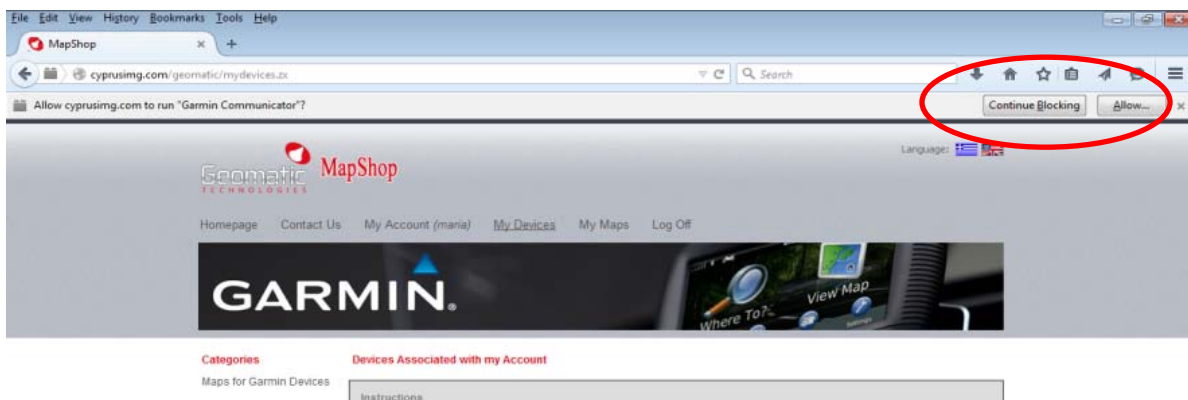 File Edit View History Bookmarks Tools Help
MapShop × +
cyprusimg.com/geomatic/mydevices.zx Search
Allow cyprusimg.com to run "Garmin Communicator"? Continue Blocking Allow... ×
Language:
Geomatic MapShop
TECHNOLOGIES
Homepage Contact Us My Account (maria) My Devices My Maps Log Off
GARMIN®
Where To? View Map
Settings
Categories Devices Associated with my Account
Maps for Garmin Devices
Instructions